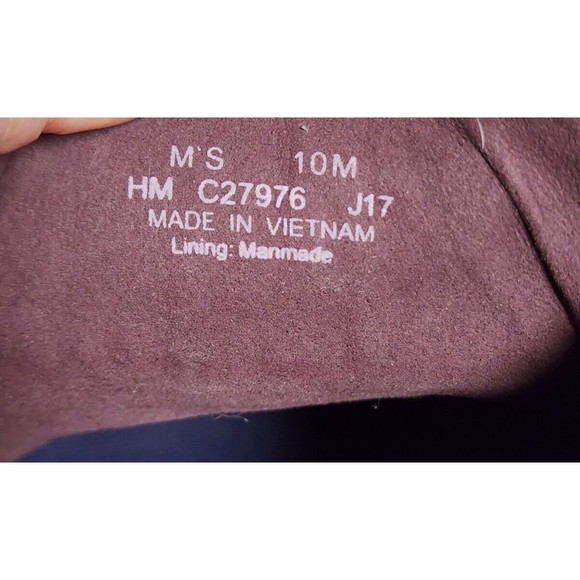 M'S 10M
HM C27976 J17
MADE IN VIETNAM
Lining: Manmade